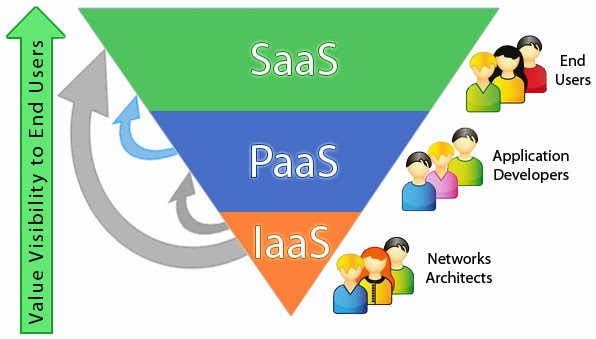 Value Visibility to End Users
SaaS
PaaS
IaaS
End
Users
Application
Developers
Networks
Architects